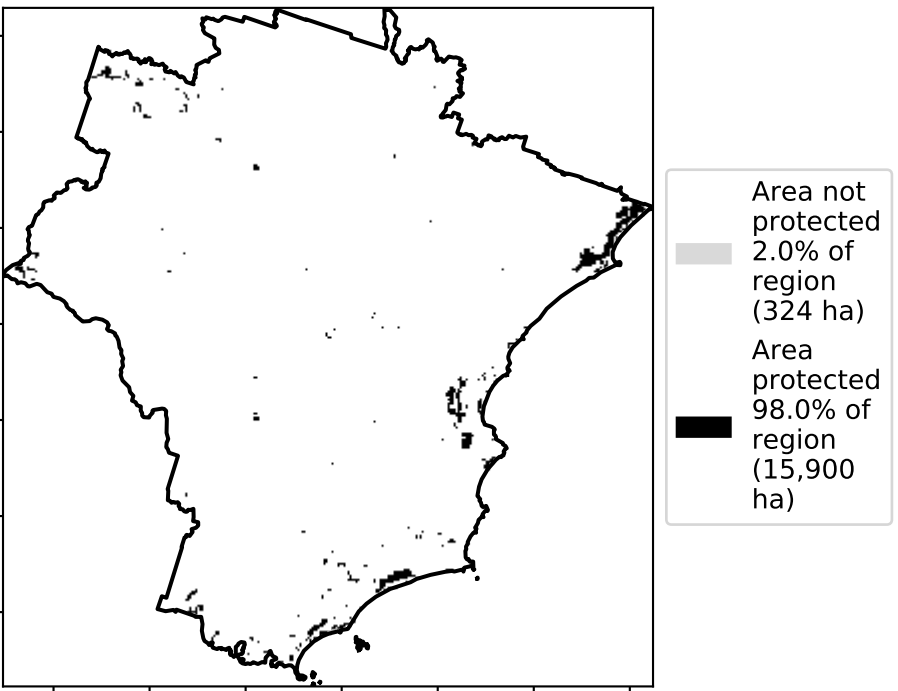 Area not
protected
2.0% of
region
(324 ha)
Area
protected
98.0% of
region
(15,900
ha)